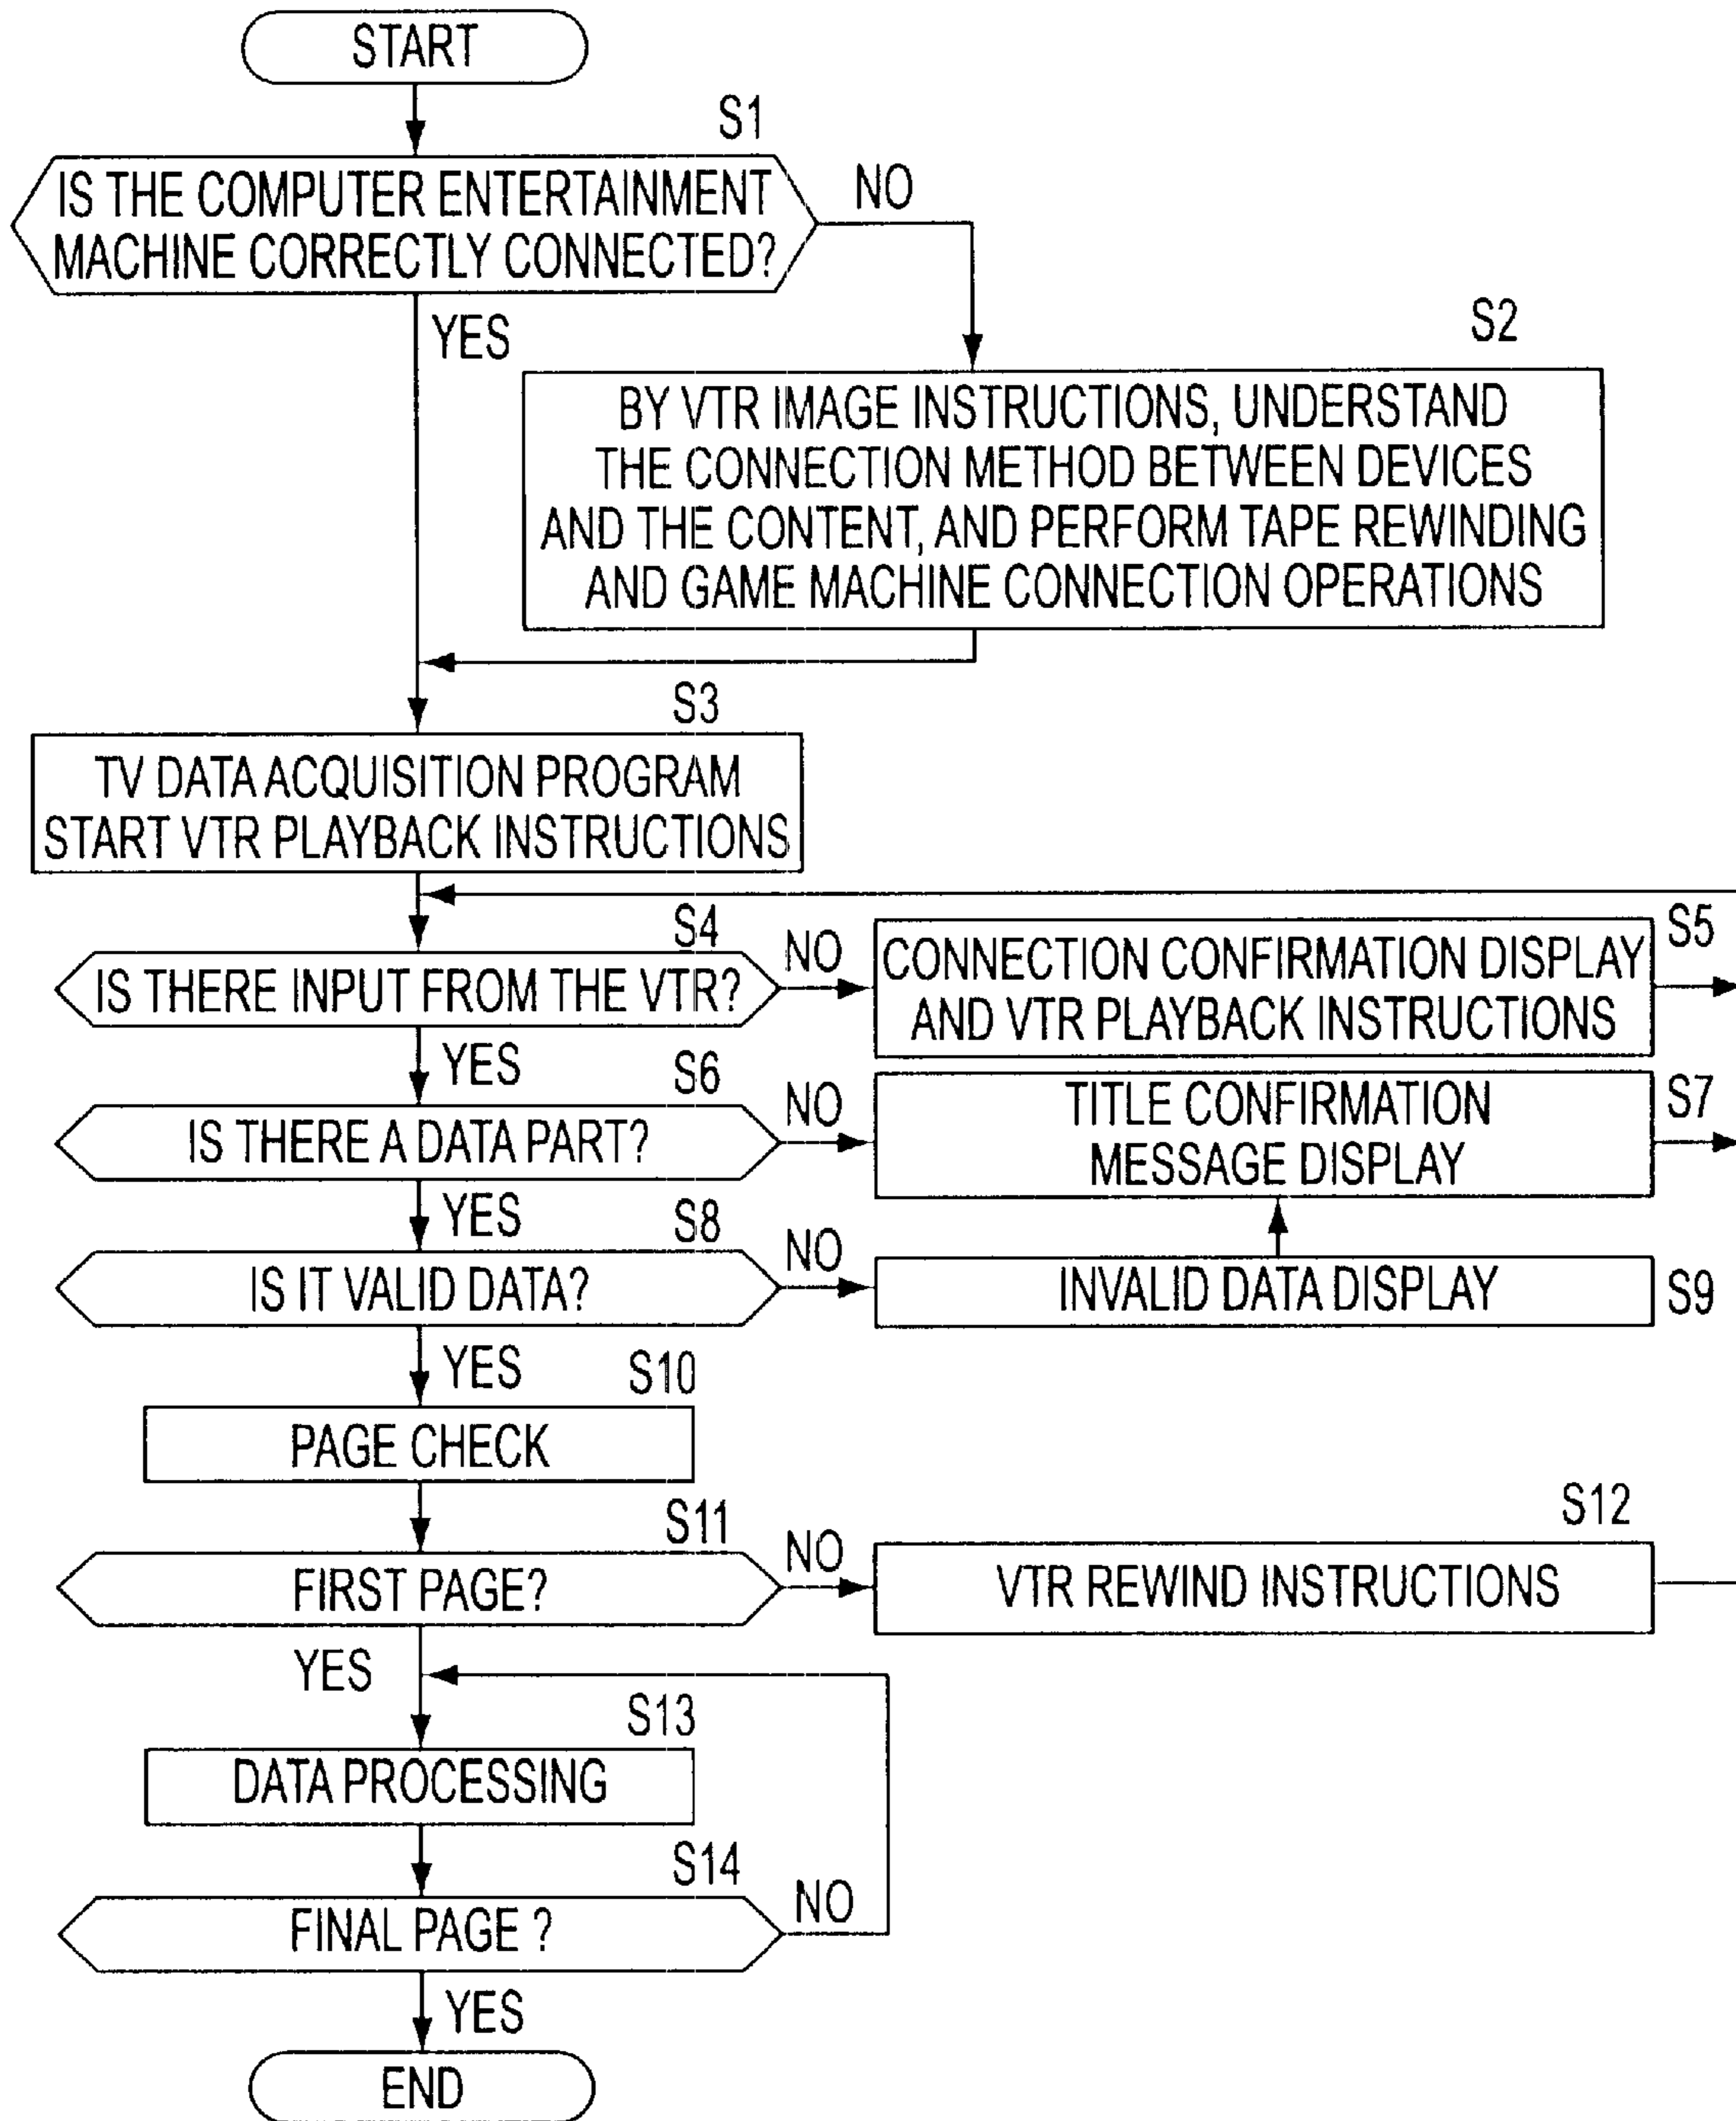 START
S1
IS THE COMPUTER ENTERTAINMENT
MACHINE CORRECTLY CONNECTED?
NO
YES
S2
BY VTR IMAGE INSTRUCTIONS, UNDERSTAND
THE CONNECTION METHOD BETWEEN DEVICES
AND THE CONTENT, AND PERFORM TAPE REWINDING
AND GAME MACHINE CONNECTION OPERATIONS
S3
TV DATA ACQUISITION PROGRAM
START VTR PLAYBACK INSTRUCTIONS
S4
IS THERE INPUT FROM THE VTR?
NO
CONNECTION CONFIRMATION DISPLAY
AND VTR PLAYBACK INSTRUCTIONS
S5
YES
S6
IS THERE A DATA PART?
NO
TITLE CONFIRMATION
MESSAGE DISPLAY
S7
YES
S8
IS IT VALID DATA?
NO
INVALID DATA DISPLAY
S9
YES
S10
PAGE CHECK
S11
FIRST PAGE?
NO
S12
VTR REWIND INSTRUCTIONS
YES
S13
DATA PROCESSING
S14
FINAL PAGE ?
NO
YES
END